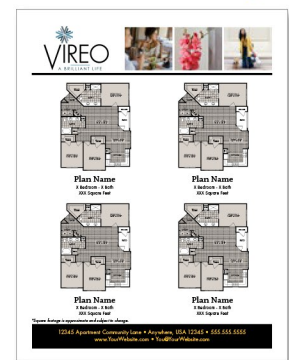 VIREO
A BRILLIANT LIFE
Plan Name
X Bedroom - X Bath
XXX Square Feet
Plan Name
X Bedroom - X Bath
XXX Square Feet
Plan Name
X Bedroom - X Bath
XXX Square Feet
Plan Name
X Bedroom - X Bath
XXX Square Feet
*Square footage is approximate and subject to change.
12345 Apartment Community Lane • Anywhere, USA 12345 • 555.555.5555
www.YourWebsite.com • You@YourWebsite.com